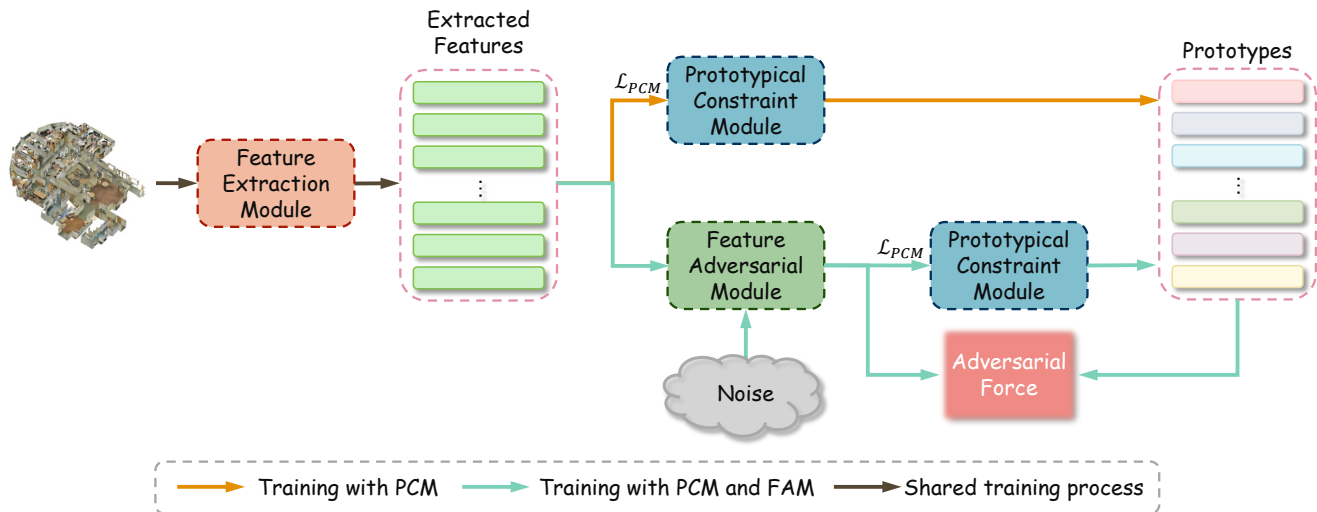 Extracted
Features
Prototypes
ℒ_PCM
Prototypical
Constraint
Module
Feature
Extraction
Module
⋮
⋮
Feature
Adversarial
Module
ℒ_PCM
Prototypical
Constraint
Module
Noise
Adversarial
Force
Training with PCM
Training with PCM and FAM
Shared training process